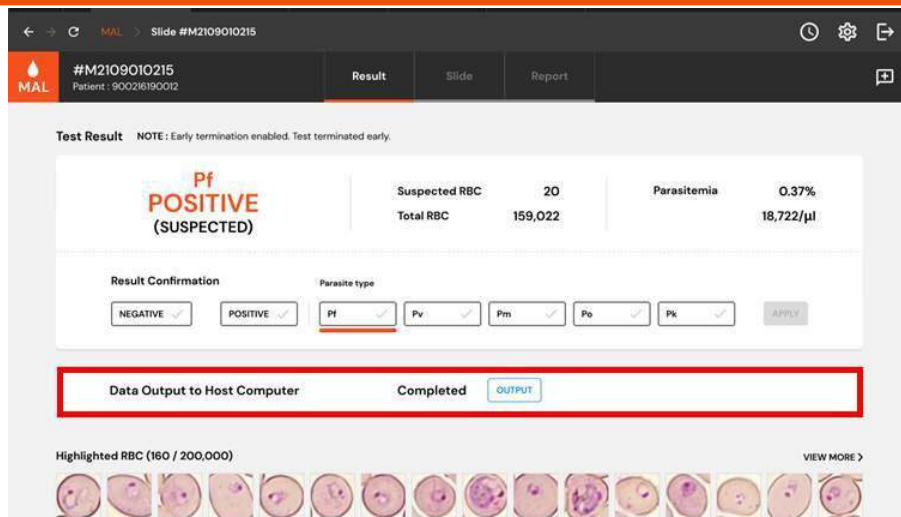 MAL > Slide #M2109010215
MAL
#M2109010215
Patient : 900216190012
Result
Slide
Report
Test Result NOTE : Early termination enabled. Test terminated early.
Pf
POSITIVE
(SUSPECTED)
Suspected RBC 20
Total RBC 159,022
Parasitemia 0.37%
18,722/μl
Result Confirmation
NEGATIVE
POSITIVE
Parasite type
Pf
Pv
Pm
Po
Pk
APPLY
Data Output to Host Computer Completed OUTPUT
Highlighted RBC (160 / 200,000) VIEW MORE >